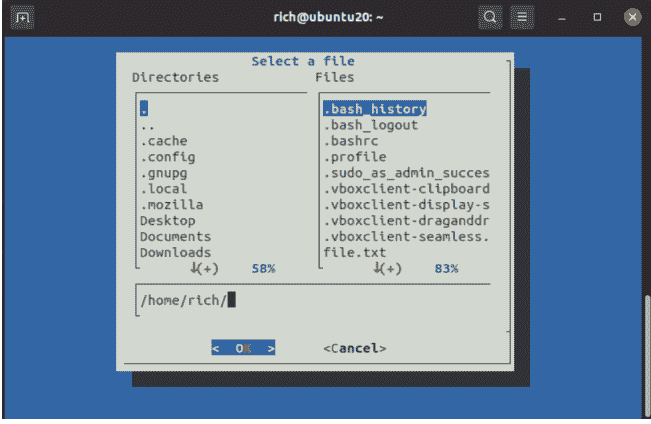 rich@ubuntu20: ~
Select a file
Directories Files
. .bash_history
.. .bash_logout
.cache .bashrc
.config .profile
.gnupg .sudo_as_admin_succes
.local .vboxclient-clipboard
.mozilla .vboxclient-display-s
Desktop .vboxclient-draganddr
Documents .vboxclient-seamless.
Downloads file.txt
↓(+) 58% ↓(+) 83%
/home/rich/
< OK > <Cancel>